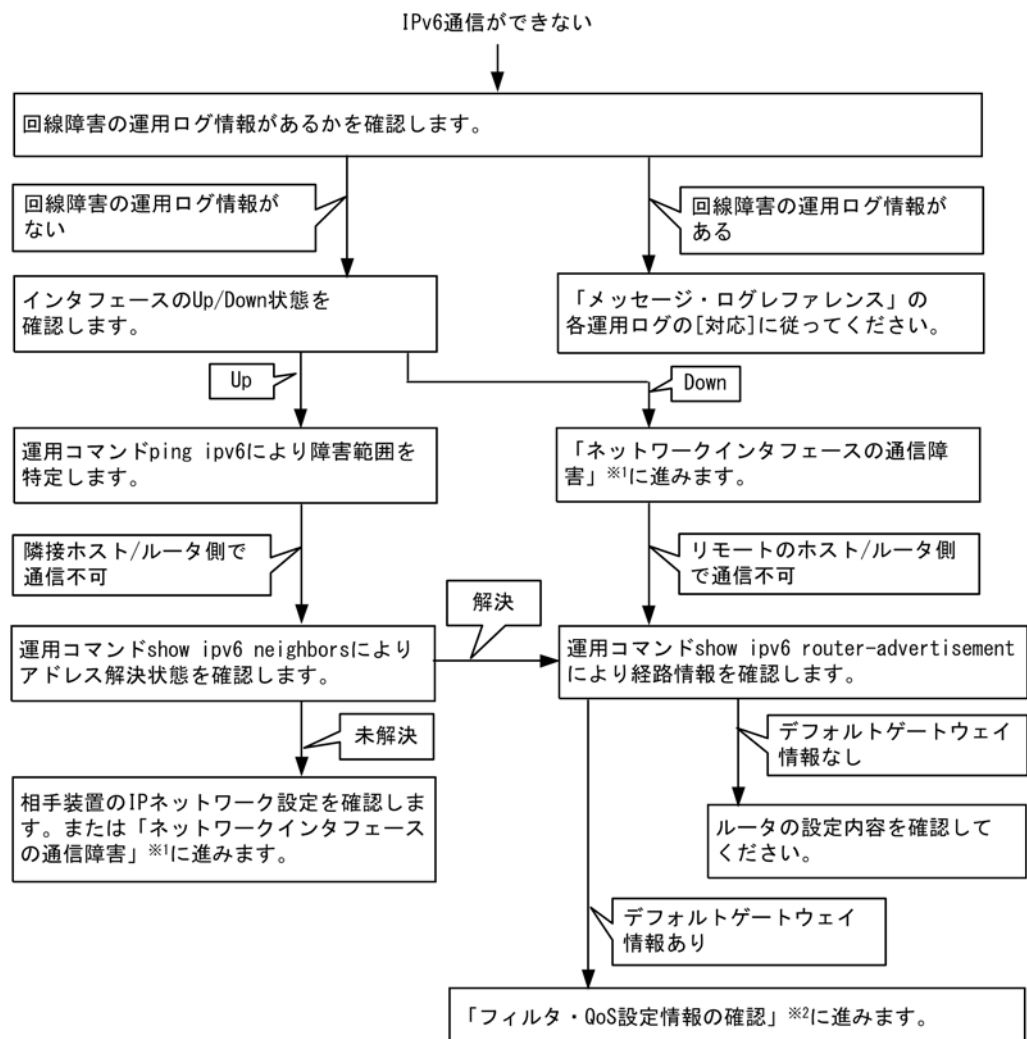 IPv6通信ができない
回線障害の運用ログ情報があるかを確認します。
回線障害の運用ログ情報が
ない
回線障害の運用ログ情報が
ある
インタフェースのUp/Down状態を
確認します。
「メッセージ・ログレファレンス」の
各運用ログの[対応]に従ってください。
Up
Down
運用コマンドping ipv6により障害範囲を
特定します。
「ネットワークインタフェースの通信障
害」※1に進みます。
隣接ホスト/ルータ側で
通信不可
リモートのホスト/ルータ側
で通信不可
解決
運用コマンドshow ipv6 neighborsにより
アドレス解決状態を確認します。
運用コマンドshow ipv6 router-advertisement
により経路情報を確認します。
未解決
デフォルトゲートウェイ
情報なし
相手装置のIPネットワーク設定を確認しま
す。または「ネットワークインタフェース
の通信障害」※1に進みます。
ルータの設定内容を確認して
ください。
デフォルトゲートウェイ
情報あり
「フィルタ・QoS設定情報の確認」※2に進みます。